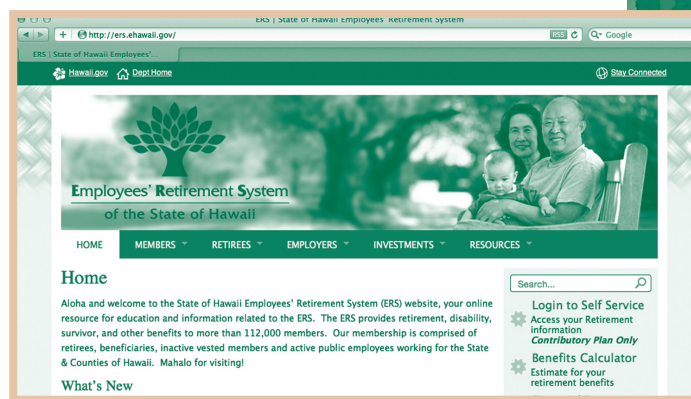 ERS | State of Hawaii Employees' Retirement System
http://ers.ehawaii.gov/
RSS
Google
ERS | State of Hawaii Employees'...
Hawaii.gov Dept Home Stay Connected
Employees' Retirement System
of the State of Hawaii
HOME MEMBERS RETIREES EMPLOYERS INVESTMENTS RESOURCES
Home
Aloha and welcome to the State of Hawaii Employees' Retirement System (ERS) website, your online
resource for education and information related to the ERS. The ERS provides retirement, disability,
survivor, and other benefits to more than 112,000 members. Our membership is comprised of
retirees, beneficiaries, inactive vested members and active public employees working for the State
& Counties of Hawaii. Mahalo for visiting!
What's New
Search...
Login to Self Service
Access your Retirement
information
Contributory Plan Only
Benefits Calculator
Estimate for your
retirement benefits